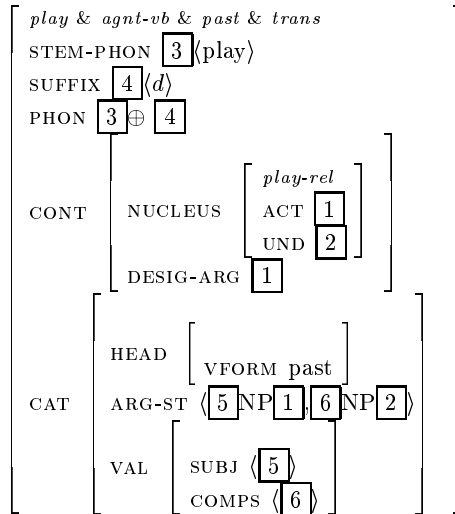 play & agnt-vb & past & trans
STEM-PHON 3 ⟨play⟩
SUFFIX 4 ⟨d⟩
PHON 3 ⊕ 4
CONT NUCLEUS play-rel
ACT 1
UND 2
DESIG-ARG 1
CAT HEAD VFORM past
ARG-ST ⟨ 5 NP 1 , 6 NP 2 ⟩
VAL SUBJ ⟨ 5 ⟩
COMPS ⟨ 6 ⟩